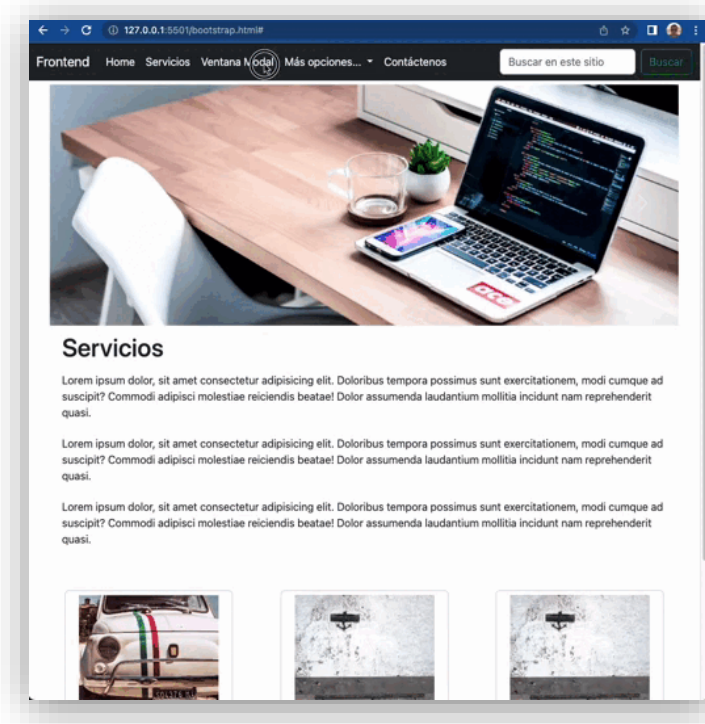 127.0.0.1:5501/bootstrap.html#
Frontend Home Servicios Ventana Modal Más opciones... Contáctenos Buscar en este sitio Buscar
acer
Servicios
Lorem ipsum dolor, sit amet consectetur adipisicing elit. Doloribus tempora possimus sunt exercitationem, modi cumque ad
suscipit? Commodi adipisci molestiae reiciendis beatae! Dolor assumenda laudantium mollitia incidunt nam reprehenderit
quasi.
Lorem ipsum dolor, sit amet consectetur adipisicing elit. Doloribus tempora possimus sunt exercitationem, modi cumque ad
suscipit? Commodi adipisci molestiae reiciendis beatae! Dolor assumenda laudantium mollitia incidunt nam reprehenderit
quasi.
Lorem ipsum dolor, sit amet consectetur adipisicing elit. Doloribus tempora possimus sunt exercitationem, modi cumque ad
suscipit? Commodi adipisci molestiae reiciendis beatae! Dolor assumenda laudantium mollitia incidunt nam reprehenderit
quasi.